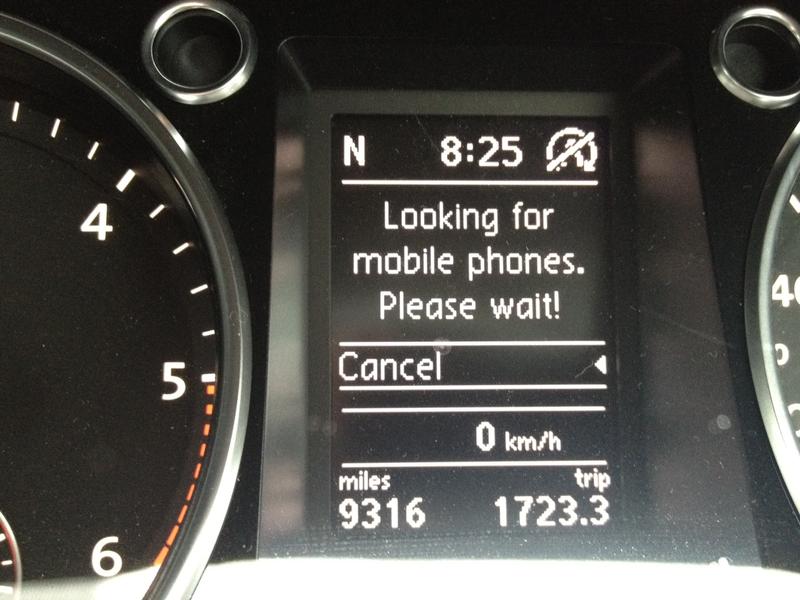 N 8:25
Looking for
mobile phones.
Please wait!
Cancel
0 km/h
miles trip
9316 1723.3
4
5
6
40